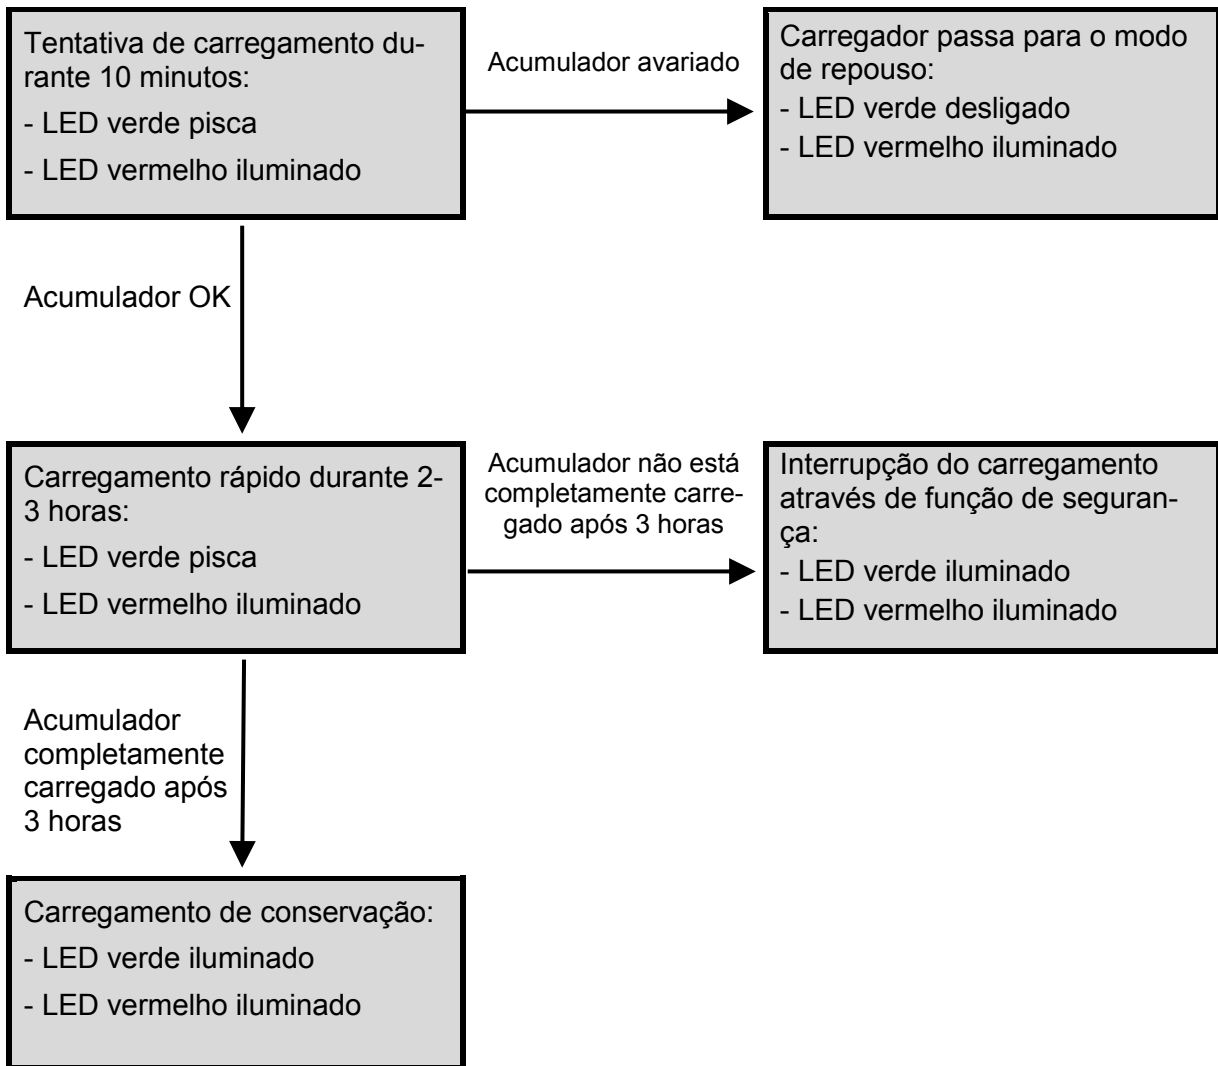 Tentativa de carregamento du-
rante 10 minutos:
- LED verde pisca
- LED vermelho iluminado
Acumulador avariado
Carregador passa para o modo
de repouso:
- LED verde desligado
- LED vermelho iluminado
Acumulador OK
Carregamento rápido durante 2-
3 horas:
- LED verde pisca
- LED vermelho iluminado
Acumulador não está
completamente carre-
gado após 3 horas
Interrupção do carregamento
através de função de seguran-
ça:
- LED verde iluminado
- LED vermelho iluminado
Acumulador
completamente
carregado após
3 horas
Carregamento de conservação:
- LED verde iluminado
- LED vermelho iluminado